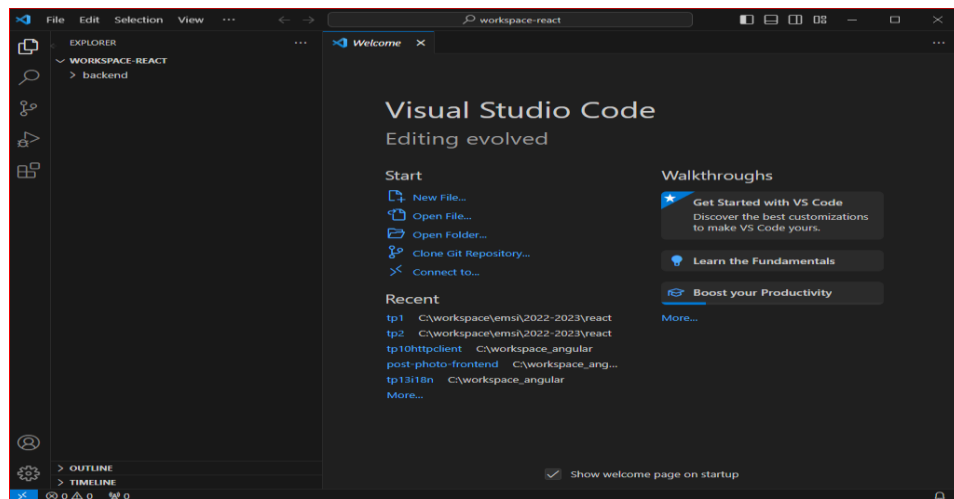 File Edit Selection View ... workspace-react
EXPLORER ...
WORKSPACE-REACT
backend
OUTLINE
TIMELINE
Welcome
Visual Studio Code
Editing evolved
Start
New File...
Open File...
Open Folder...
Clone Git Repository...
Connect to...
Recent
tp1 C:\workspace\emsi\2022-2023\react
tp2 C:\workspace\emsi\2022-2023\react
tp10httpclient C:\workspace_angular
post-photo-frontend C:\workspace_ang...
tp13i18n C:\workspace_angular
More...
Walkthroughs
Get Started with VS Code
Discover the best customizations
to make VS Code yours.
Learn the Fundamentals
Boost your Productivity
More...
Show welcome page on startup
0 0 0